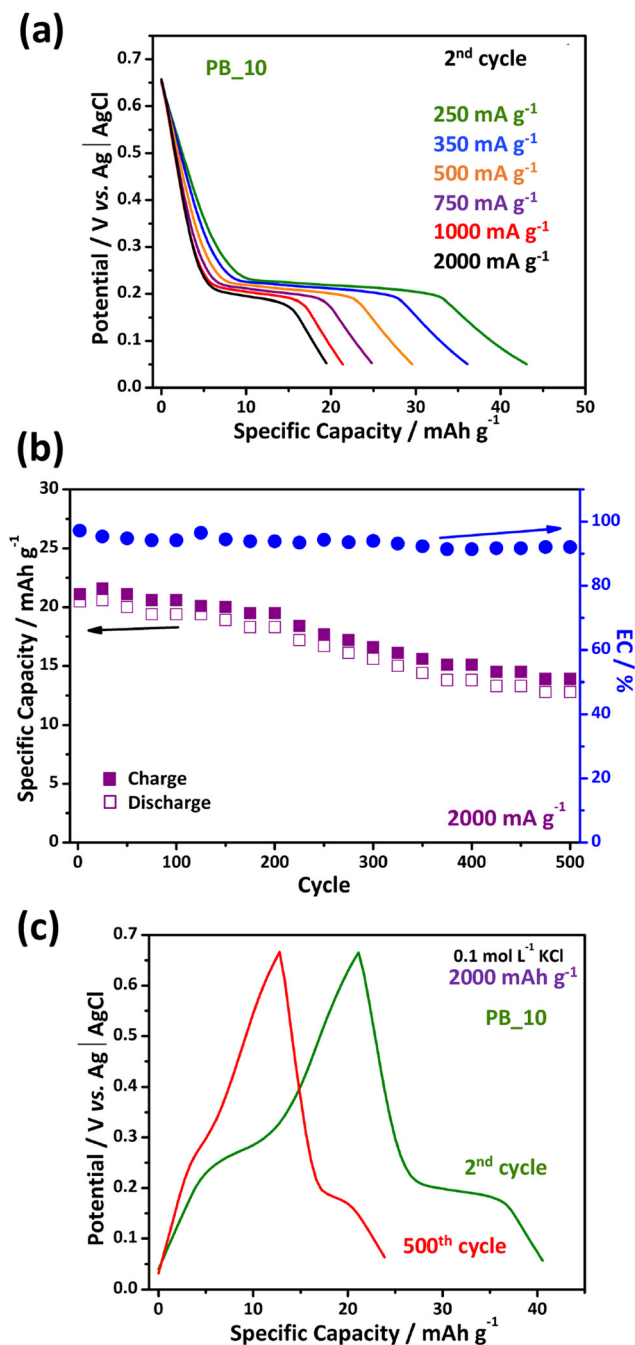 (a)
PB_10
2nd cycle
250 mA g-1
350 mA g-1
500 mA g-1
750 mA g-1
1000 mA g-1
2000 mA g-1
0.7
0.6
0.5
0.4
0.3
0.2
0.1
0.0
Potential / V vs. Ag | AgCl
0 10 20 30 40 50
Specific Capacity / mAh g-1
(b)
30
25
20
15
10
5
0
Specific Capacity / mAh g-1
100
80
60
40
20
0
EC / %
Charge
Discharge
2000 mA g-1
0 100 200 300 400 500
Cycle
(c)
0.7
0.6
0.5
0.4
0.3
0.2
0.1
0.0
Potential / V vs. Ag | AgCl
0.1 mol L-1 KCl
2000 mAh g-1
PB_10
2nd cycle
500th cycle
0 10 20 30 40
Specific Capacity / mAh g-1